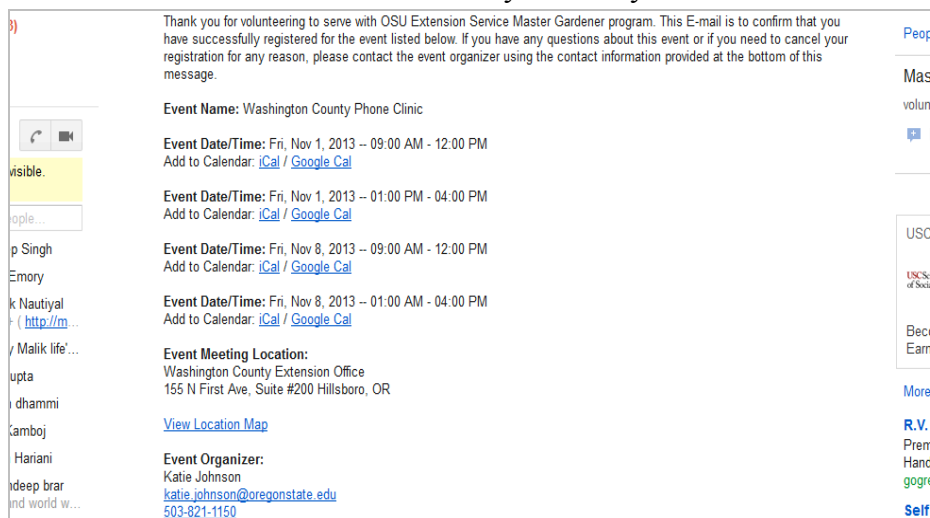 3)
Thank you for volunteering to serve with OSU Extension Service Master Gardener program. This E-mail is to confirm that you
have successfully registered for the event listed below. If you have any questions about this event or if you need to cancel your
registration for any reason, please contact the event organizer using the contact information provided at the bottom of this
message.
Event Name: Washington County Phone Clinic
Event Date/Time: Fri, Nov 1, 2013 -- 09:00 AM - 12:00 PM
Add to Calendar: iCal / Google Cal
Event Date/Time: Fri, Nov 1, 2013 -- 01:00 PM - 04:00 PM
Add to Calendar: iCal / Google Cal
Event Date/Time: Fri, Nov 8, 2013 -- 09:00 AM - 12:00 PM
Add to Calendar: iCal / Google Cal
Event Date/Time: Fri, Nov 8, 2013 -- 01:00 PM - 04:00 PM
Add to Calendar: iCal / Google Cal
Event Meeting Location:
Washington County Extension Office
155 N First Ave, Suite #200 Hillsboro, OR
View Location Map
Event Organizer:
Katie Johnson
katie.johnson@oregonstate.edu
503-821-1150
visible.
eople...
p Singh
Emory
k Nautiyal
+ ( http://m...
y Malik life'...
upta
dhammi
Kamboj
Hariani
ndeep brar
and world w...
Peop
Mas
volun
USC
USCSc
of Socia
Beco
Earn
More
R.V.
Prem
Hand
gogre
Self